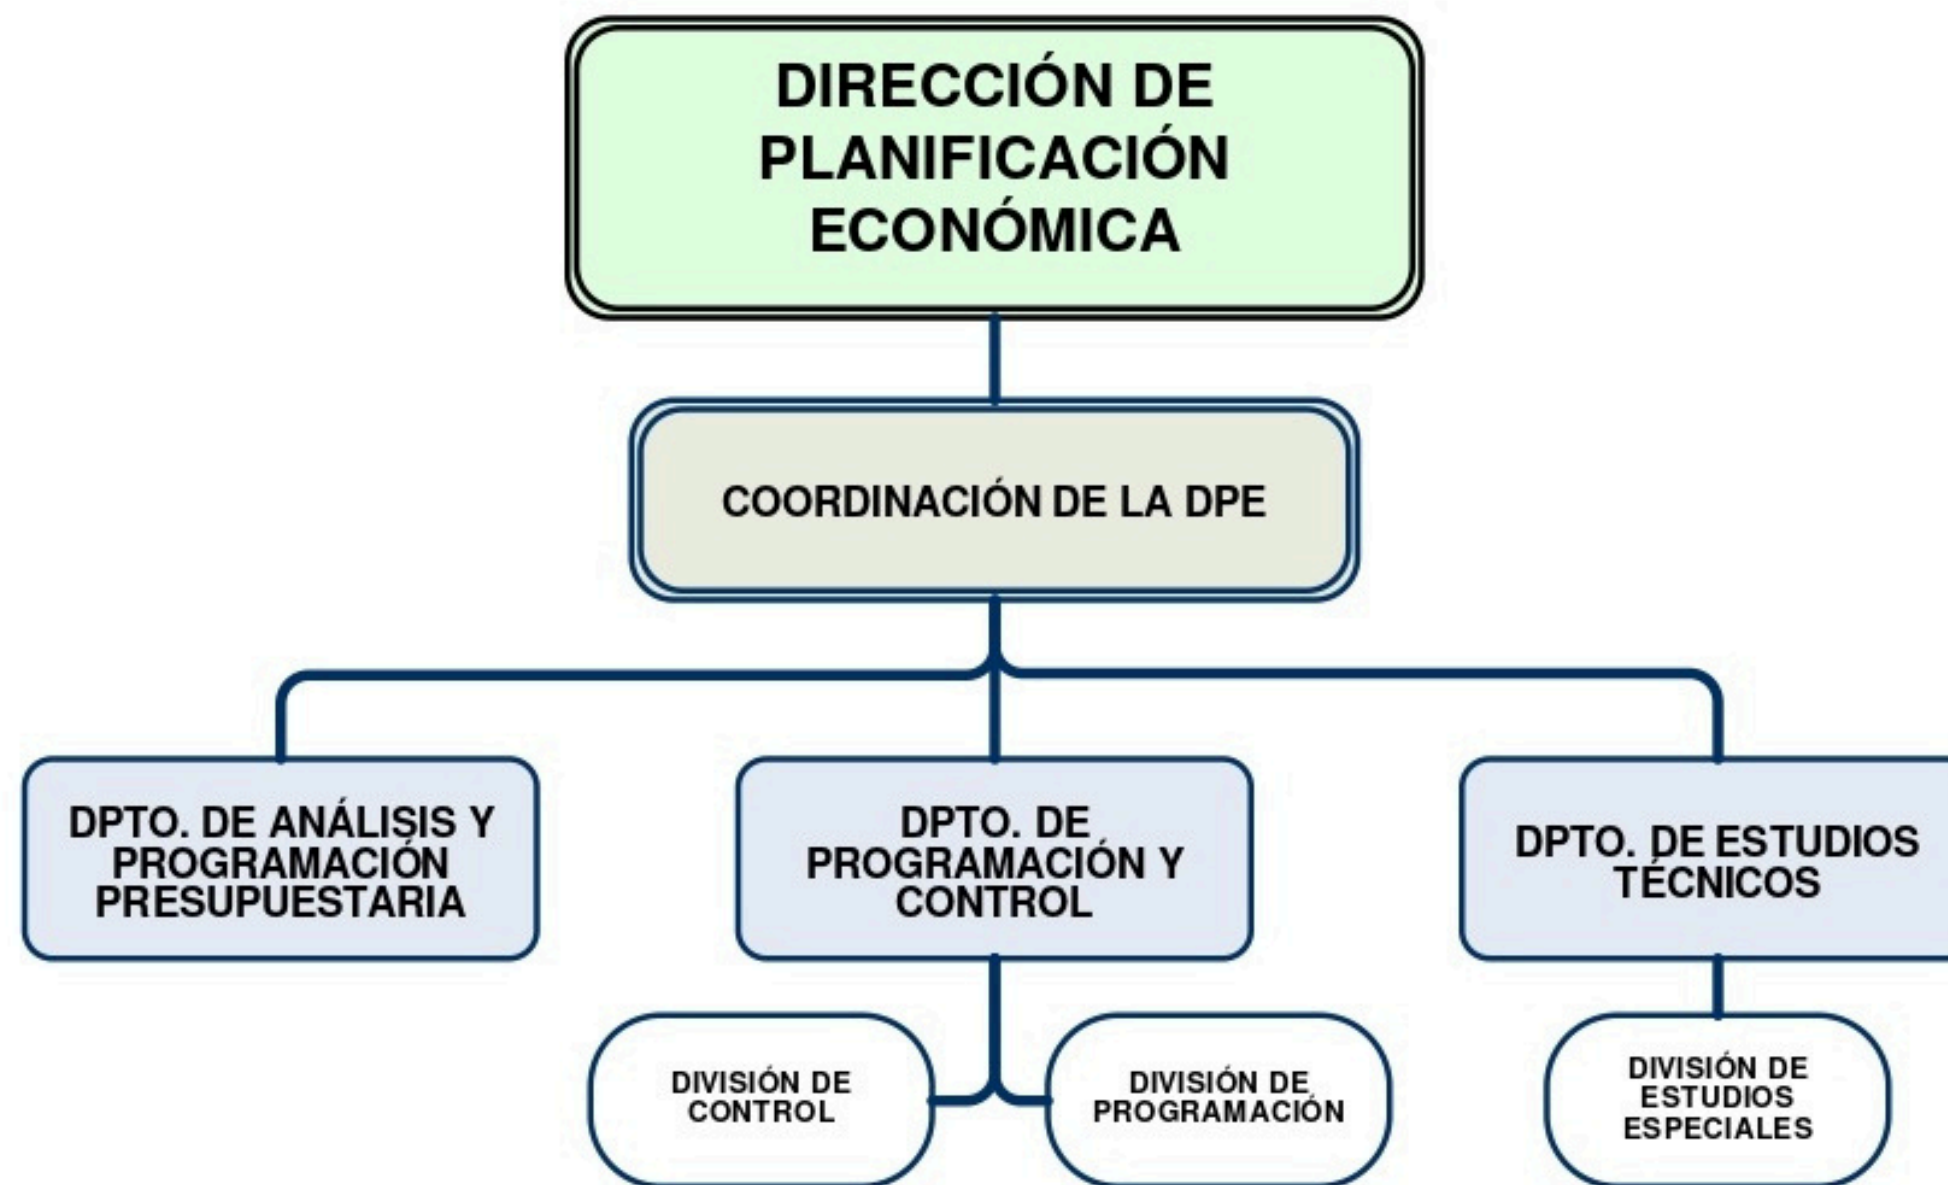 DIRECCIÓN DE
PLANIFICACIÓN
ECONÓMICA
COORDINACIÓN DE LA DPE
DPTO. DE ANÁLISIS Y
PROGRAMACIÓN
PRESUPUESTARIA
DPTO. DE
PROGRAMACIÓN Y
CONTROL
DPTO. DE ESTUDIOS
TÉCNICOS
DIVISIÓN DE
CONTROL
DIVISIÓN DE
PROGRAMACIÓN
DIVISIÓN DE
ESTUDIOS
ESPECIALES